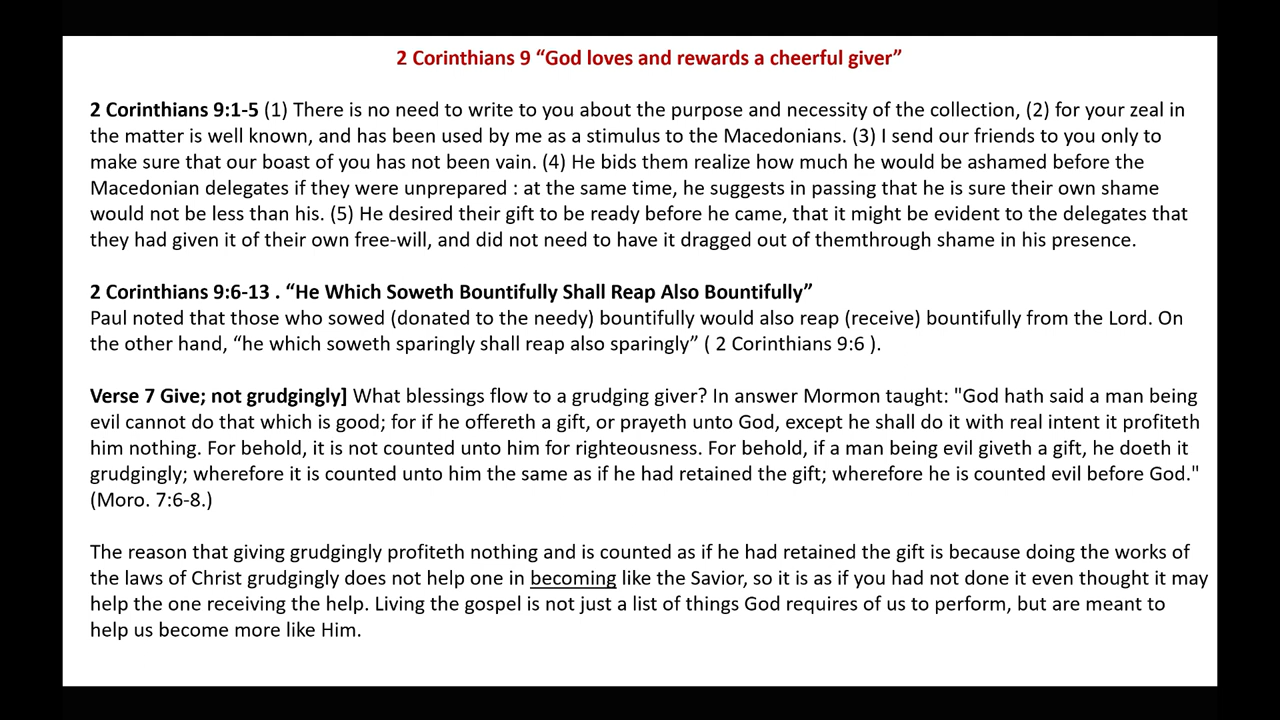 2 Corinthians 9 “God loves and rewards a cheerful giver”
2 Corinthians 9:1-5 (1) There is no need to write to you about the purpose and necessity of the collection, (2) for your zeal in
the matter is well known, and has been used by me as a stimulus to the Macedonians. (3) I send our friends to you only to
make sure that our boast of you has not been vain. (4) He bids them realize how much he would be ashamed before the
Macedonian delegates if they were unprepared : at the same time, he suggests in passing that he is sure their own shame
would not be less than his. (5) He desired their gift to be ready before he came, that it might be evident to the delegates that
they had given it of their own free-will, and did not need to have it dragged out of themthrough shame in his presence.
2 Corinthians 9:6-13 . “He Which Soweth Bountifully Shall Reap Also Bountifully”
Paul noted that those who sowed (donated to the needy) bountifully would also reap (receive) bountifully from the Lord. On
the other hand, “he which soweth sparingly shall reap also sparingly” ( 2 Corinthians 9:6 ).
Verse 7 Give; not grudgingly] What blessings flow to a grudging giver? In answer Mormon taught: "God hath said a man being
evil cannot do that which is good; for if he offereth a gift, or prayeth unto God, except he shall do it with real intent it profiteth
him nothing. For behold, it is not counted unto him for righteousness. For behold, if a man being evil giveth a gift, he doeth it
grudgingly; wherefore it is counted unto him the same as if he had retained the gift; wherefore he is counted evil before God."
(Moro. 7:6-8.)
The reason that giving grudgingly profiteth nothing and is counted as if he had retained the gift is because doing the works of
the laws of Christ grudgingly does not help one in becoming like the Savior, so it is as if you had not done it even thought it may
help the one receiving the help. Living the gospel is not just a list of things God requires of us to perform, but are meant to
help us become more like Him.